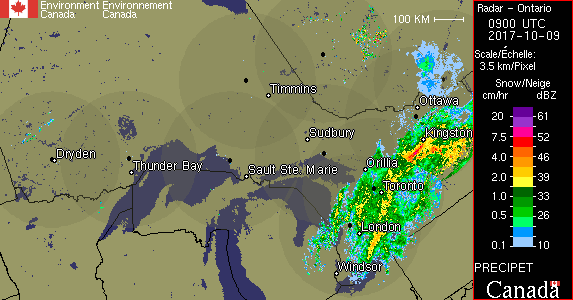 Environment Environnement
Canada Canada
100 KM
Timmins
Ottawa
Kingston
Sudbury
Dryden
Thunder Bay
Sault Ste. Marie
Orillia
Toronto
London
Windsor
Radar - Ontario
0900 UTC
2017-10-09
Scale/Échelle:
3.5 km/Pixel
Snow/Neige
cm/hr dBZ
20 61
7.5 52
4.0 46
2.0 39
1.0 33
0.5 26
0.1 10
PRECIPET
Canada